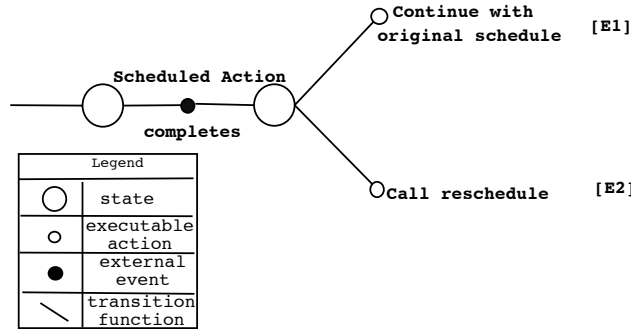 Continue with
original schedule [E1]
Scheduled Action
completes
Call reschedule [E2]
Legend
state
executable
action
external
event
transition
function